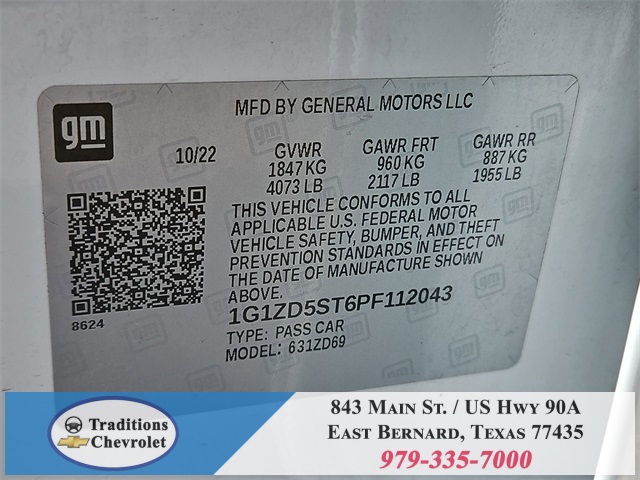 gm
MFD BY GENERAL MOTORS LLC
10/22 GVWR GAWR FRT GAWR RR
1847 KG 960 KG 887 KG
4073 LB 2117 LB 1955 LB
THIS VEHICLE CONFORMS TO ALL
APPLICABLE U.S. FEDERAL MOTOR
VEHICLE SAFETY, BUMPER, AND THEFT
PREVENTION STANDARDS IN EFFECT ON
THE DATE OF MANUFACTURE SHOWN
ABOVE.
8624
1G1ZD5ST6PF112043
TYPE: PASS CAR
MODEL: 631ZD69
Traditions
Chevrolet
843 Main St. / US Hwy 90A
East Bernard, Texas 77435
979-335-7000